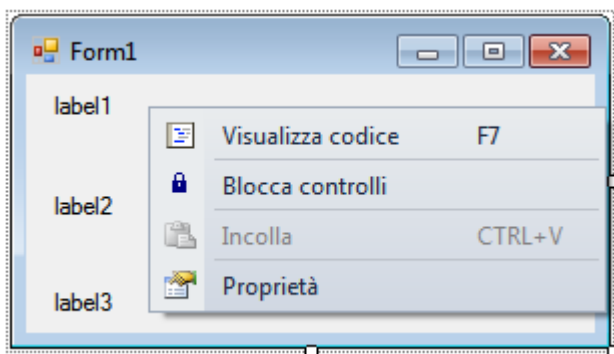 Form1
label1
Visualizza codice F7
Blocca controlli
label2
Incolla CTRL+V
Proprietà
label3